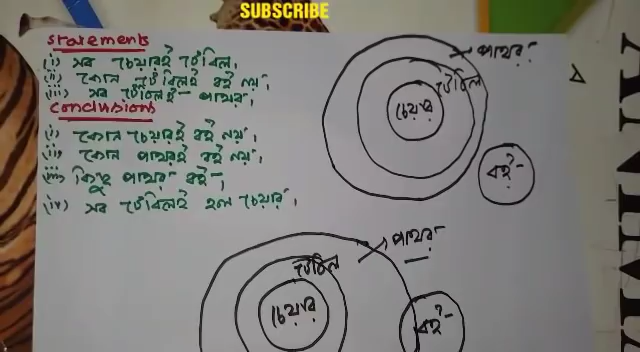 SUBSCRIBE
Statements
(i) সব চেয়ারই টেবিল,
(ii) কোন টেবিলই বই নয়,
(iii) সব টেবিলই পাথর,
Conclusions
(i) কোন চেয়ারই বই নয়,
(ii) কোন পাথরই বই নয়,
(iii) কিছু পাথর বই,
(iv) সব টেবিলই হল চেয়ার,
পাথর
টেবিল
চেয়ার
বই
পাথর
টেবিল
চেয়ার
বই